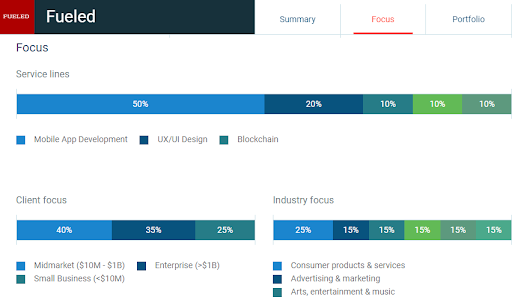 FUELED Fueled Summary Focus Portfolio
Focus
Service lines
50% 20% 10% 10% 10%
Mobile App Development UX/UI Design Blockchain
Client focus
40% 35% 25%
Midmarket ($10M - $1B) Enterprise (>$1B)
Small Business (<$10M)
Industry focus
25% 15% 15% 15% 15% 15%
Consumer products & services
Advertising & marketing
Arts, entertainment & music